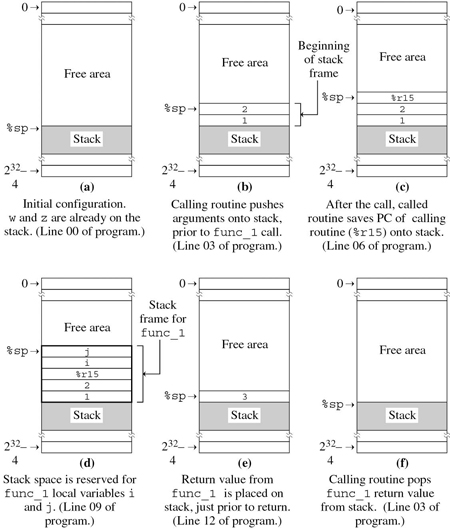 0
Free area
%sp
Stack
2^32–
4
(a)
Initial configuration.
w and z are already on the
stack. (Line 00 of program.)
0
Free area
%sp
2
1
Stack
2^32–
4
Beginning
of stack
frame
(b)
Calling routine pushes
arguments onto stack,
prior to func_1 call.
(Line 03 of program.)
0
Free area
%sp
%r15
2
1
Stack
2^32–
4
(c)
After the call, called
routine saves PC of calling
routine (%r15) onto stack.
(Line 06 of program.)
0
Free area
%sp
j
i
%r15
2
1
Stack
2^32–
4
Stack
frame for
func_1
(d)
Stack space is reserved for
func_1 local variables i
and j. (Line 09 of
program.)
0
Free area
%sp
3
Stack
2^32–
4
(e)
Return value from
func_1 is placed on
stack, just prior to return.
(Line 12 of program.)
0
Free area
%sp
Stack
2^32–
4
(f)
Calling routine pops
func_1 return value
from stack. (Line 03 of
program.)